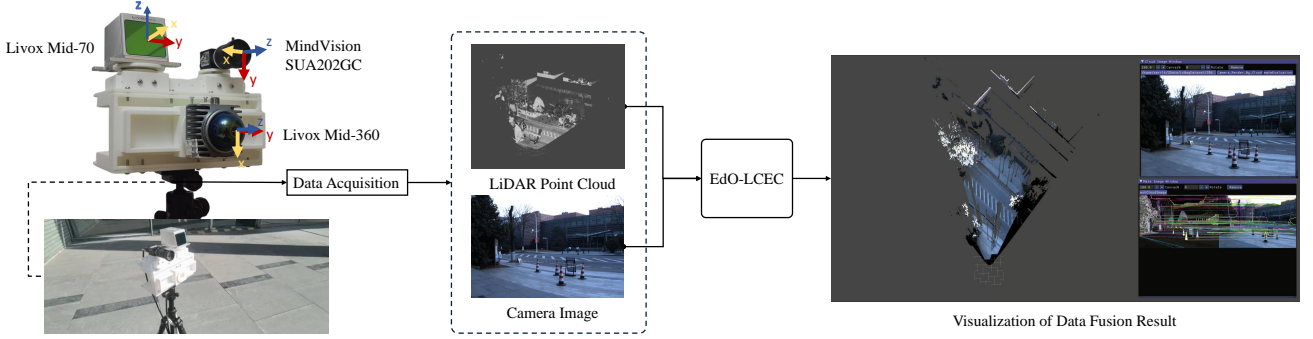 z
x
y
Livox Mid-70
z
x
y
MindVision
SUA202GC
z
y
x
Livox Mid-360
Data Acquisition
LiDAR Point Cloud
Camera Image
EdO-LCEC
Visualization of Data Fusion Result